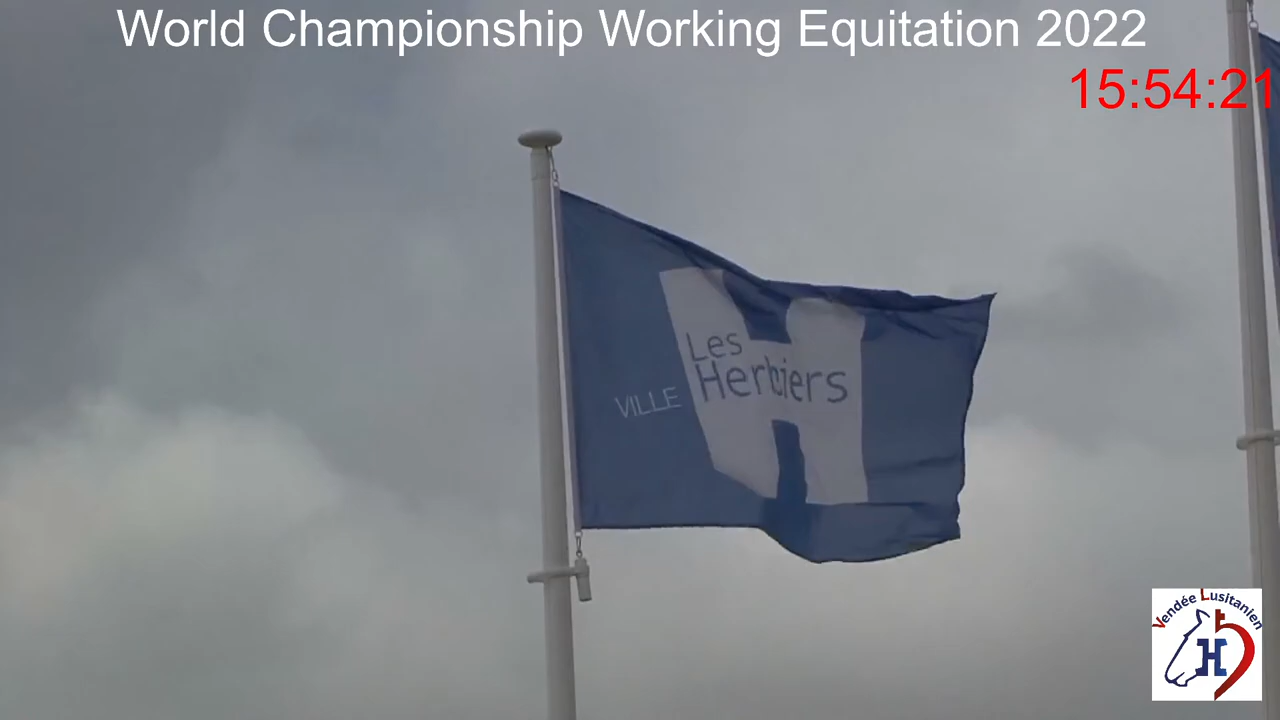 World Championship Working Equitation 2022
15:54:21
Les
Herbiers
VILLE
Vendée Lusitanien
H